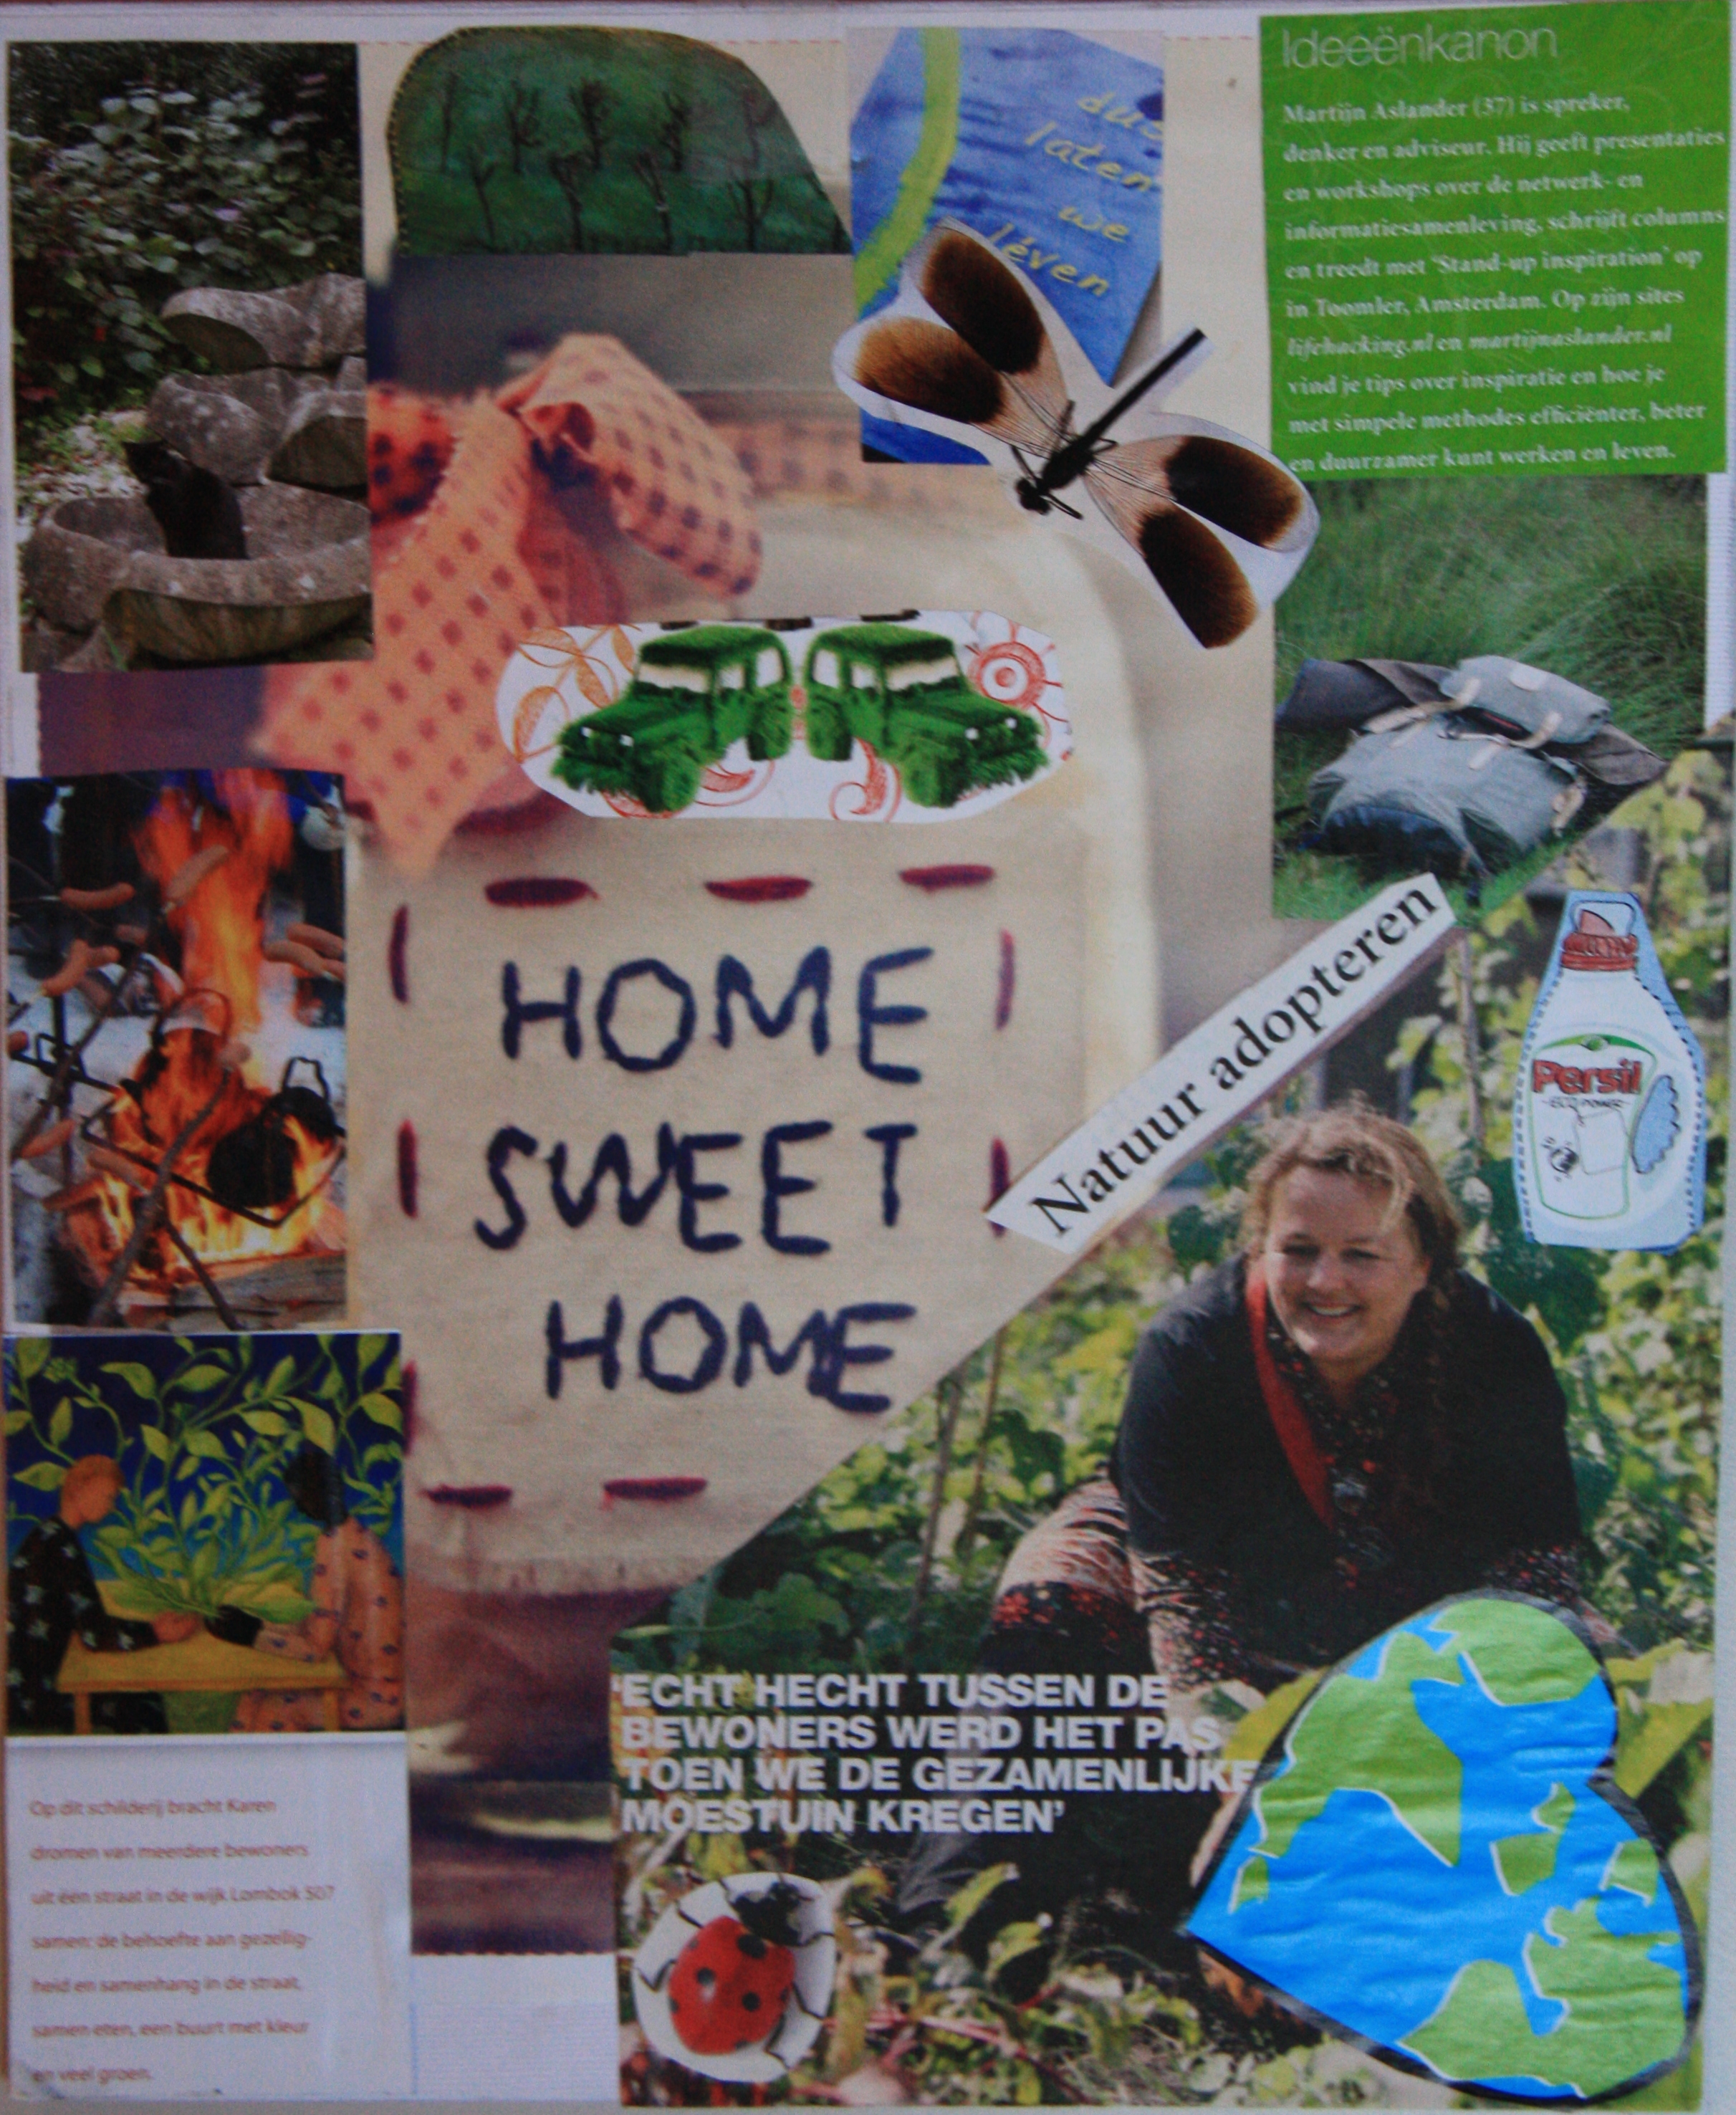 dus
laten
we
léven
Ideeënkanon
Martijn Aslander (37) is spreker,
denker en adviseur. Hij geeft presentaties
en workshops over de netwerk- en
informatiesamenleving, schrijft columns
en treedt met 'Stand-up inspiration' op
in Toomler, Amsterdam. Op zijn sites
lifehacking.nl en martijnaslander.nl
vind je tips over inspiratie en hoe je
met simpele methodes efficiënter, beter
en duurzamer kunt werken en leven.
HOME
SWEET
HOME
Natuur adopteren
Persil
ECO POWER
'ECHT HECHT TUSSEN DE
BEWONERS WERD HET PAS
TOEN WE DE GEZAMENLIJKE
MOESTUIN KREGEN'
Op dit schilderij bracht Karen
dromen van meerdere bewoners
uit één straat in de wijk Lombok 507
samen: de behoefte aan gezellig-
heid en samenhang in de straat,
samen eten, een buurt met kleur
en veel groen.